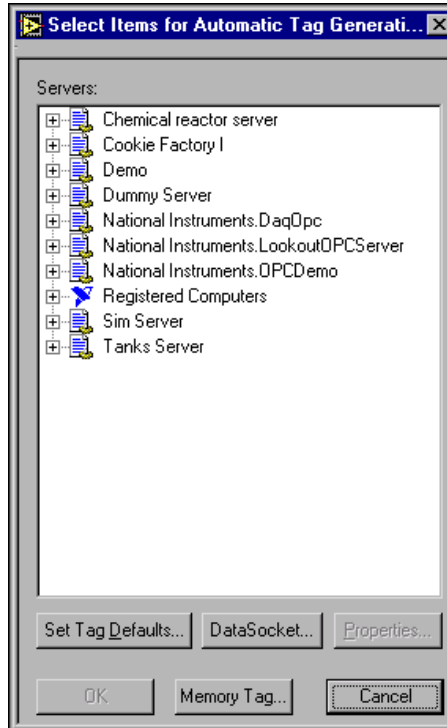 Select Items for Automatic Tag Generati...
Servers:
Chemical reactor server
Cookie Factory I
Demo
Dummy Server
National Instruments.DaqOpc
National Instruments.LookoutOPCServer
National Instruments.OPCDemo
Registered Computers
Sim Server
Tanks Server
Set Tag Defaults... DataSocket... Properties...
OK Memory Tag... Cancel